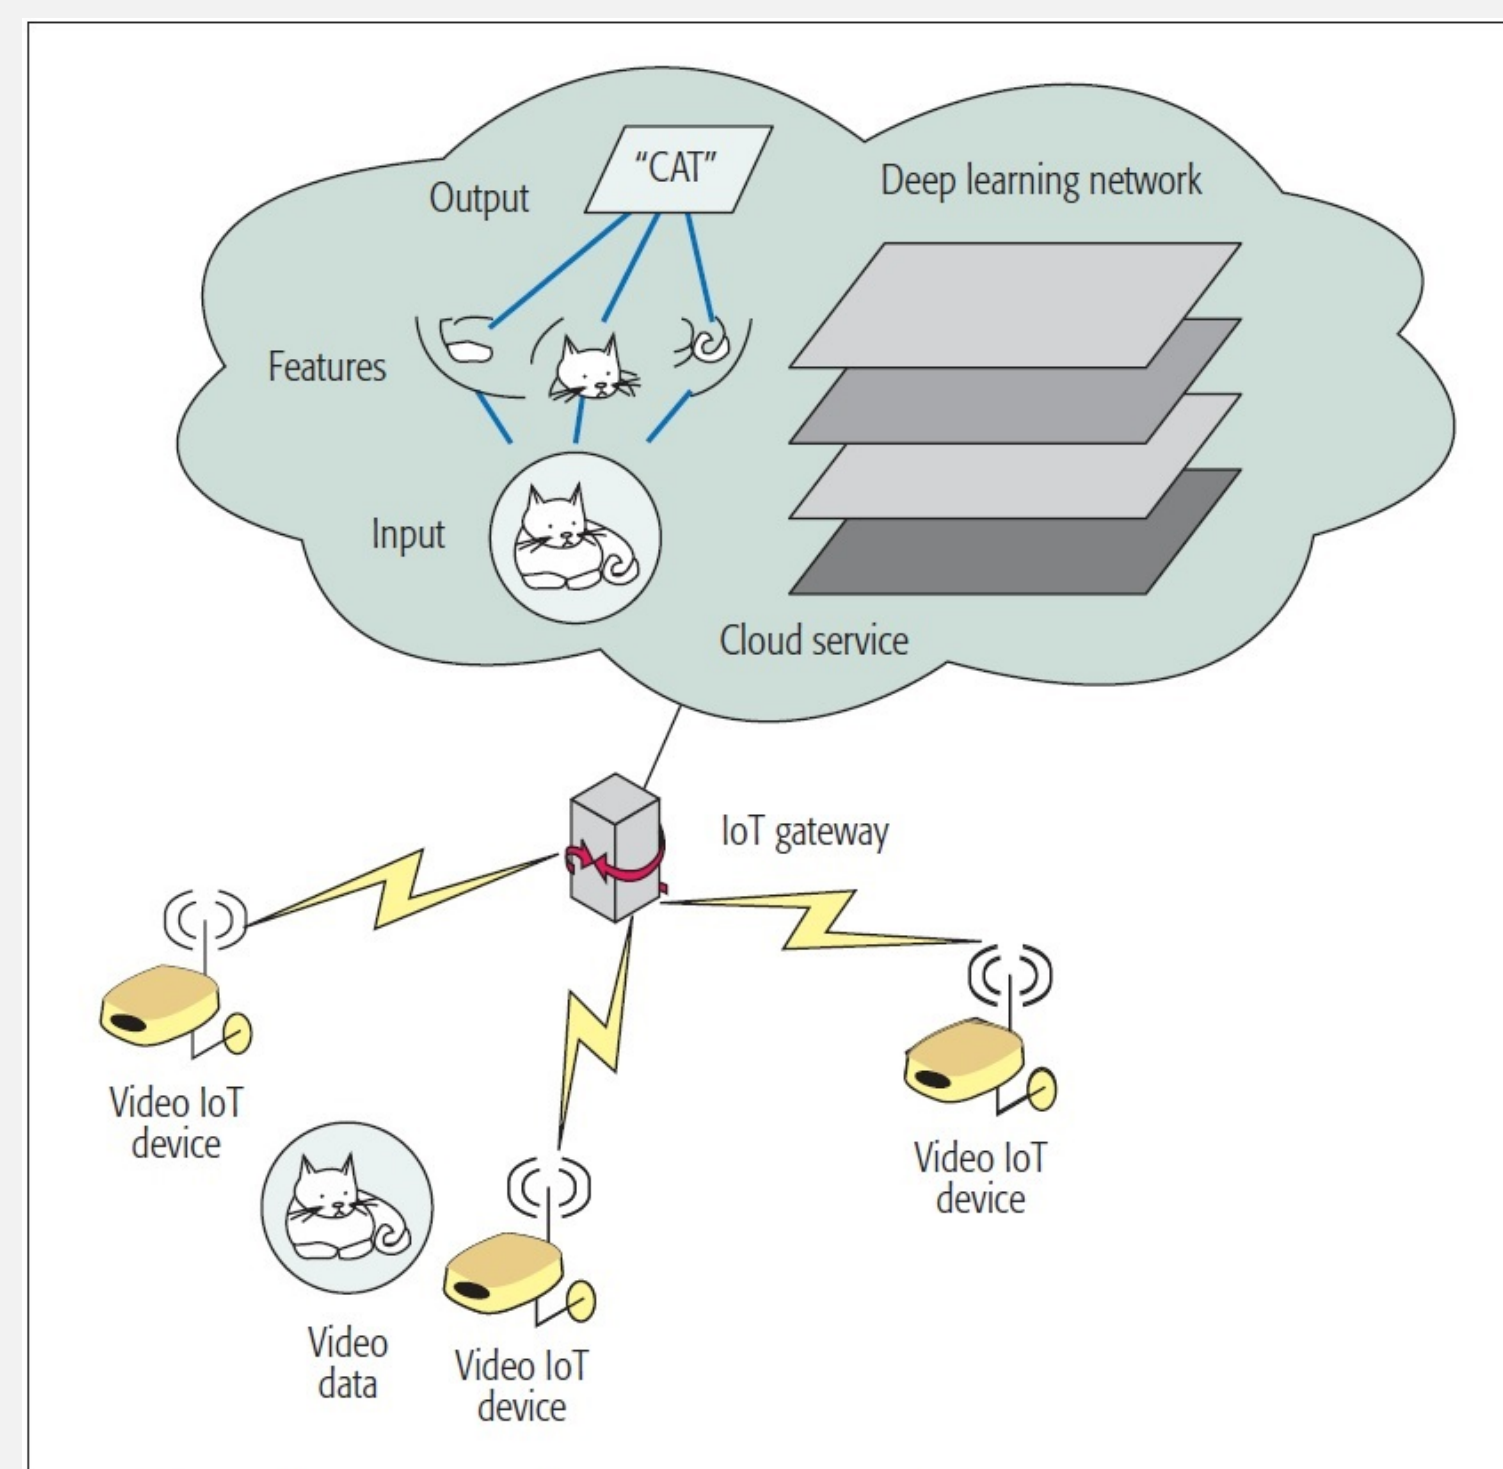 “CAT”
Output
Deep learning network
Features
Input
Cloud service
IoT gateway
Video IoT
device
Video IoT
device
Video
data
Video IoT
device